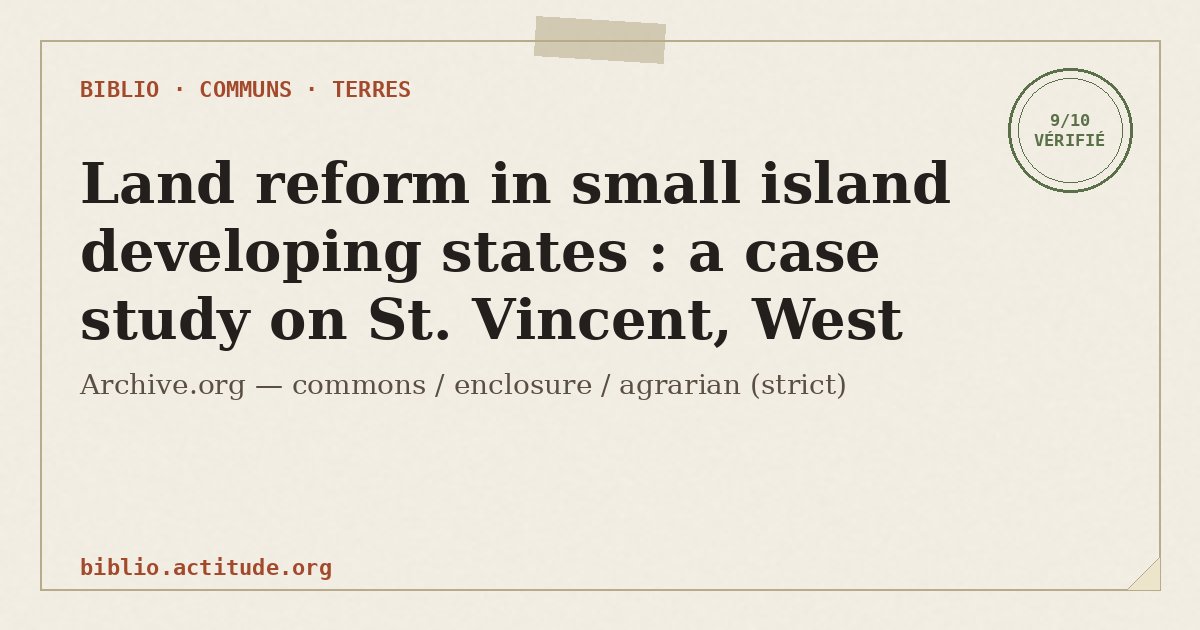 BIBLIO · COMMUNS · TERRES
9/10
VÉRIFIÉ
Land reform in small island
developing states : a case
study on St. Vincent, West
Archive.org — commons / enclosure / agrarian (strict)
biblio.actitude.org